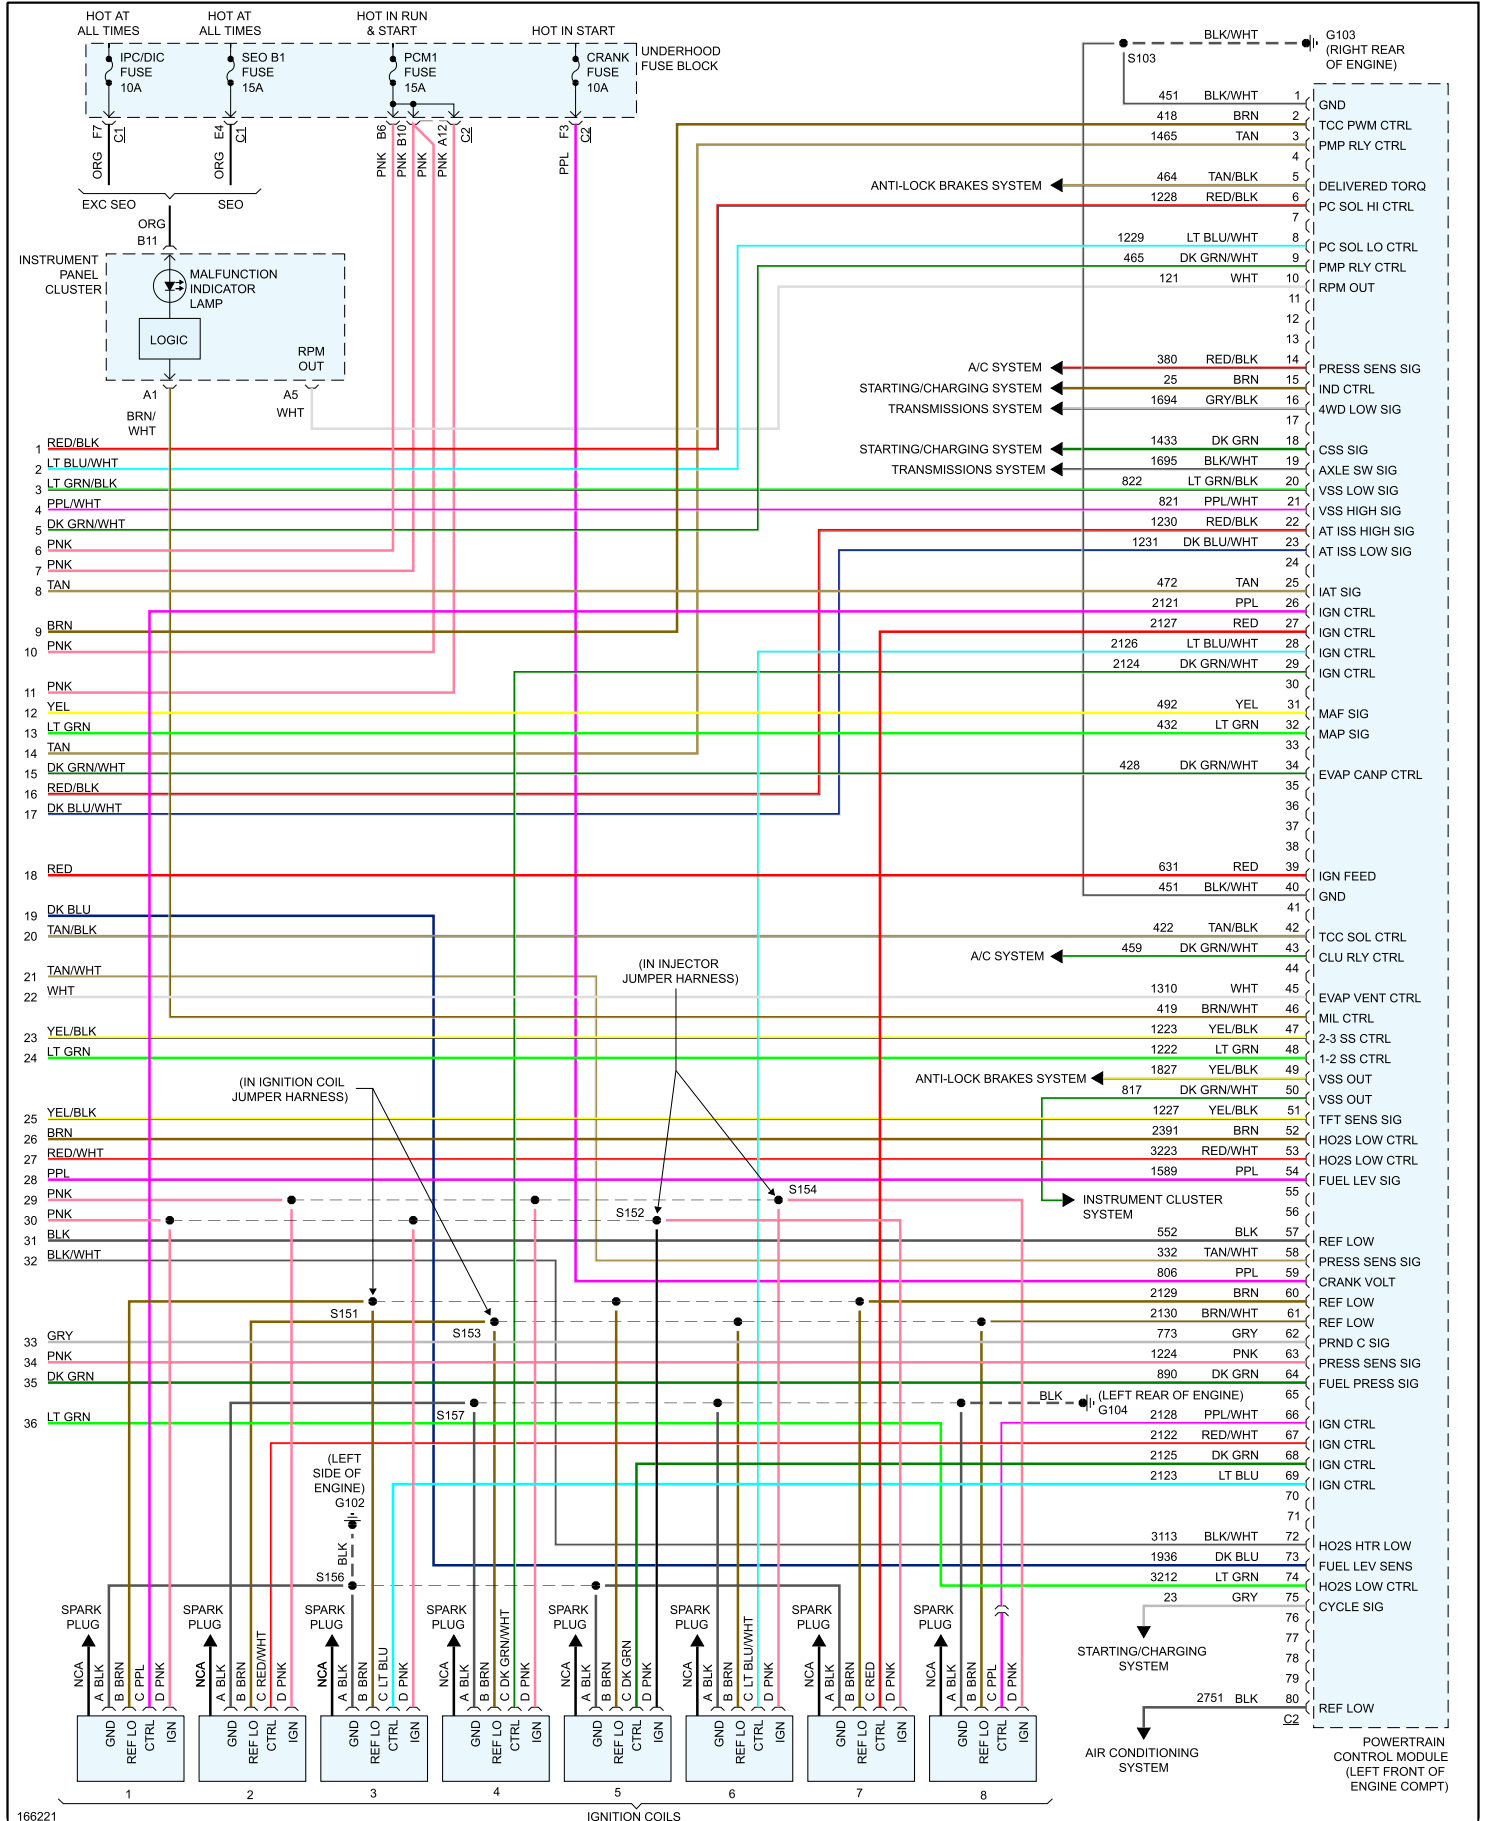 HOT AT
ALL TIMES
HOT AT
ALL TIMES
HOT IN RUN
& START
HOT IN START
UNDERHOOD
FUSE BLOCK
IPC/DIC
FUSE
10A
SEO B1
FUSE
15A
PCM1
FUSE
15A
CRANK
FUSE
10A
F7
C1
E4
C1
B6
B10
A12
C2
F3
C2
ORG
ORG
PNK
PNK
PNK
PNK
PPL
EXC SEO
SEO
ORG
B11
INSTRUMENT
PANEL
CLUSTER
MALFUNCTION
INDICATOR
LAMP
LOGIC
RPM
OUT
A1
A5
BRN/
WHT
WHT
BLK/WHT
S103
G103
(RIGHT REAR
OF ENGINE)
451 BLK/WHT 1 GND
418 BRN 2 TCC PWM CTRL
1465 TAN 3 PMP RLY CTRL
4
ANTI-LOCK BRAKES SYSTEM 464 TAN/BLK 5 DELIVERED TORQ
1228 RED/BLK 6 PC SOL HI CTRL
7
1229 LT BLU/WHT 8 PC SOL LO CTRL
465 DK GRN/WHT 9 PMP RLY CTRL
121 WHT 10 RPM OUT
11
12
13
A/C SYSTEM 380 RED/BLK 14 PRESS SENS SIG
STARTING/CHARGING SYSTEM 25 BRN 15 IND CTRL
TRANSMISSIONS SYSTEM 1694 GRY/BLK 16 4WD LOW SIG
17
STARTING/CHARGING SYSTEM 1433 DK GRN 18 CSS SIG
TRANSMISSIONS SYSTEM 1695 BLK/WHT 19 AXLE SW SIG
822 LT GRN/BLK 20 VSS LOW SIG
821 PPL/WHT 21 VSS HIGH SIG
1230 RED/BLK 22 AT ISS HIGH SIG
1231 DK BLU/WHT 23 AT ISS LOW SIG
24
472 TAN 25 IAT SIG
2121 PPL 26 IGN CTRL
2127 RED 27 IGN CTRL
2126 LT BLU/WHT 28 IGN CTRL
2124 DK GRN/WHT 29 IGN CTRL
30
492 YEL 31 MAF SIG
432 LT GRN 32 MAP SIG
33
428 DK GRN/WHT 34 EVAP CANP CTRL
35
36
37
38
631 RED 39 IGN FEED
451 BLK/WHT 40 GND
41
422 TAN/BLK 42 TCC SOL CTRL
A/C SYSTEM 459 DK GRN/WHT 43 CLU RLY CTRL
44
1310 WHT 45 EVAP VENT CTRL
419 BRN/WHT 46 MIL CTRL
1223 YEL/BLK 47 2-3 SS CTRL
1222 LT GRN 48 1-2 SS CTRL
ANTI-LOCK BRAKES SYSTEM 1827 YEL/BLK 49 VSS OUT
817 DK GRN/WHT 50 VSS OUT
1227 YEL/BLK 51 TFT SENS SIG
2391 BRN 52 HO2S LOW CTRL
3223 RED/WHT 53 HO2S LOW CTRL
1589 PPL 54 FUEL LEV SIG
55
INSTRUMENT CLUSTER
SYSTEM
56
552 BLK 57 REF LOW
332 TAN/WHT 58 PRESS SENS SIG
806 PPL 59 CRANK VOLT
2129 BRN 60 REF LOW
2130 BRN/WHT 61 REF LOW
773 GRY 62 PRND C SIG
1224 PNK 63 PRESS SENS SIG
890 DK GRN 64 FUEL PRESS SIG
65
BLK (LEFT REAR OF ENGINE)
G104
2128 PPL/WHT 66 IGN CTRL
2122 RED/WHT 67 IGN CTRL
2125 DK GRN 68 IGN CTRL
2123 LT BLU 69 IGN CTRL
70
71
3113 BLK/WHT 72 HO2S HTR LOW
1936 DK BLU 73 FUEL LEV SENS
3212 LT GRN 74 HO2S LOW CTRL
23 GRY 75 CYCLE SIG
76
77
STARTING/CHARGING
SYSTEM
78
79
2751 BLK 80 REF LOW
C2
AIR CONDITIONING
SYSTEM
POWERTRAIN
CONTROL MODULE
(LEFT FRONT OF
ENGINE COMPT)
1 RED/BLK
2 LT BLU/WHT
3 LT GRN/BLK
4 PPL/WHT
5 DK GRN/WHT
6 PNK
7 PNK
8 TAN
9 BRN
10 PNK
11 PNK
12 YEL
13 LT GRN
14 TAN
15 DK GRN/WHT
16 RED/BLK
17 DK BLU/WHT
18 RED
19 DK BLU
20 TAN/BLK
21 TAN/WHT
22 WHT
23 YEL/BLK
24 LT GRN
25 YEL/BLK
26 BRN
27 RED/WHT
28 PPL
29 PNK
30 PNK
31 BLK
32 BLK/WHT
33 GRY
34 PNK
35 DK GRN
36 LT GRN
(IN INJECTOR
JUMPER HARNESS)
(IN IGNITION COIL
JUMPER HARNESS)
S154
S152
S151
S153
S157
(LEFT
SIDE OF
ENGINE)
G102
BLK
S156
SPARK
PLUG
SPARK
PLUG
SPARK
PLUG
SPARK
PLUG
SPARK
PLUG
SPARK
PLUG
SPARK
PLUG
SPARK
PLUG
NCA
A BLK
B BRN
C PPL
D PNK
NCA
A BLK
B BRN
C RED/WHT
D PNK
NCA
A BLK
B BRN
C LT BLU
D PNK
NCA
A BLK
B BRN
C DK GRN/WHT
D PNK
NCA
A BLK
B BRN
C DK GRN
D PNK
NCA
A BLK
B BRN
C LT BLU/WHT
D PNK
NCA
A BLK
B BRN
C RED
D PNK
NCA
A BLK
B BRN
C PPL
D PNK
GND
REF LO
CTRL
IGN
GND
REF LO
CTRL
IGN
GND
REF LO
CTRL
IGN
GND
REF LO
CTRL
IGN
GND
REF LO
CTRL
IGN
GND
REF LO
CTRL
IGN
GND
REF LO
CTRL
IGN
GND
REF LO
CTRL
IGN
1 2 3 4 5 6 7 8
IGNITION COILS
166221